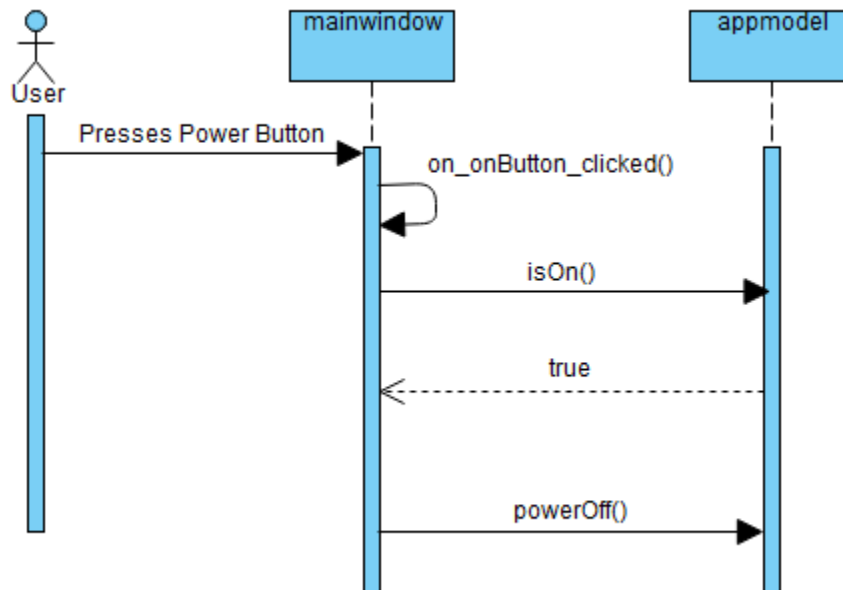 mainwindow
appmodel
User
Presses Power Button
on_onButton_clicked()
isOn()
true
powerOff()